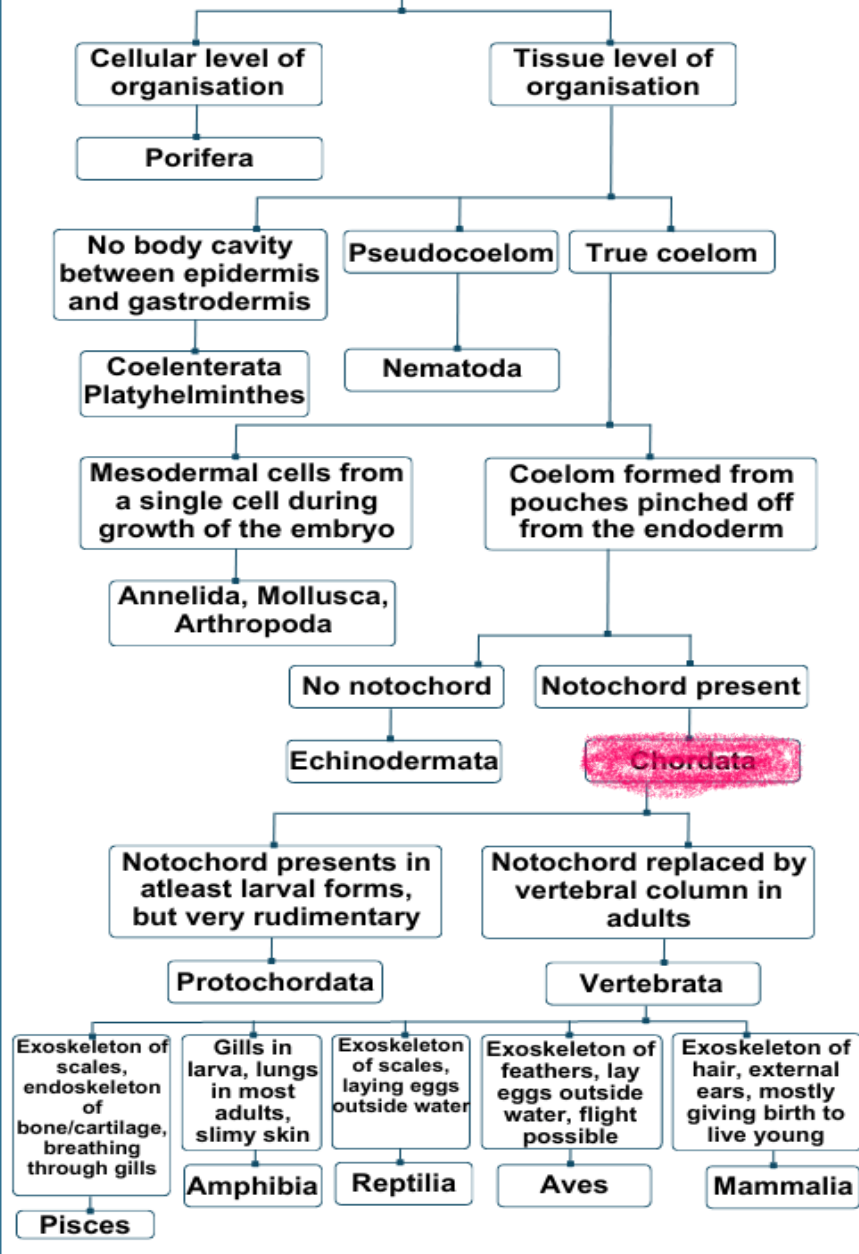 Cellular level of
organisation
Tissue level of
organisation
Porifera
No body cavity
between epidermis
and gastrodermis
Pseudocoelom
True coelom
Coelenterata
Platyhelminthes
Nematoda
Mesodermal cells from
a single cell during
growth of the embryo
Coelom formed from
pouches pinched off
from the endoderm
Annelida, Mollusca,
Arthropoda
No notochord
Notochord present
Echinodermata
Chordata
Notochord presents in
atleast larval forms,
but very rudimentary
Notochord replaced by
vertebral column in
adults
Protochordata
Vertebrata
Exoskeleton of
scales,
endoskeleton
of
bone/cartilage,
breathing
through gills
Gills in
larva, lungs
in most
adults,
slimy skin
Exoskeleton
of scales,
laying eggs
outside water
Exoskeleton of
feathers, lay
eggs outside
water, flight
possible
Exoskeleton of
hair, external
ears, mostly
giving birth to
live young
Pisces
Amphibia
Reptilia
Aves
Mammalia